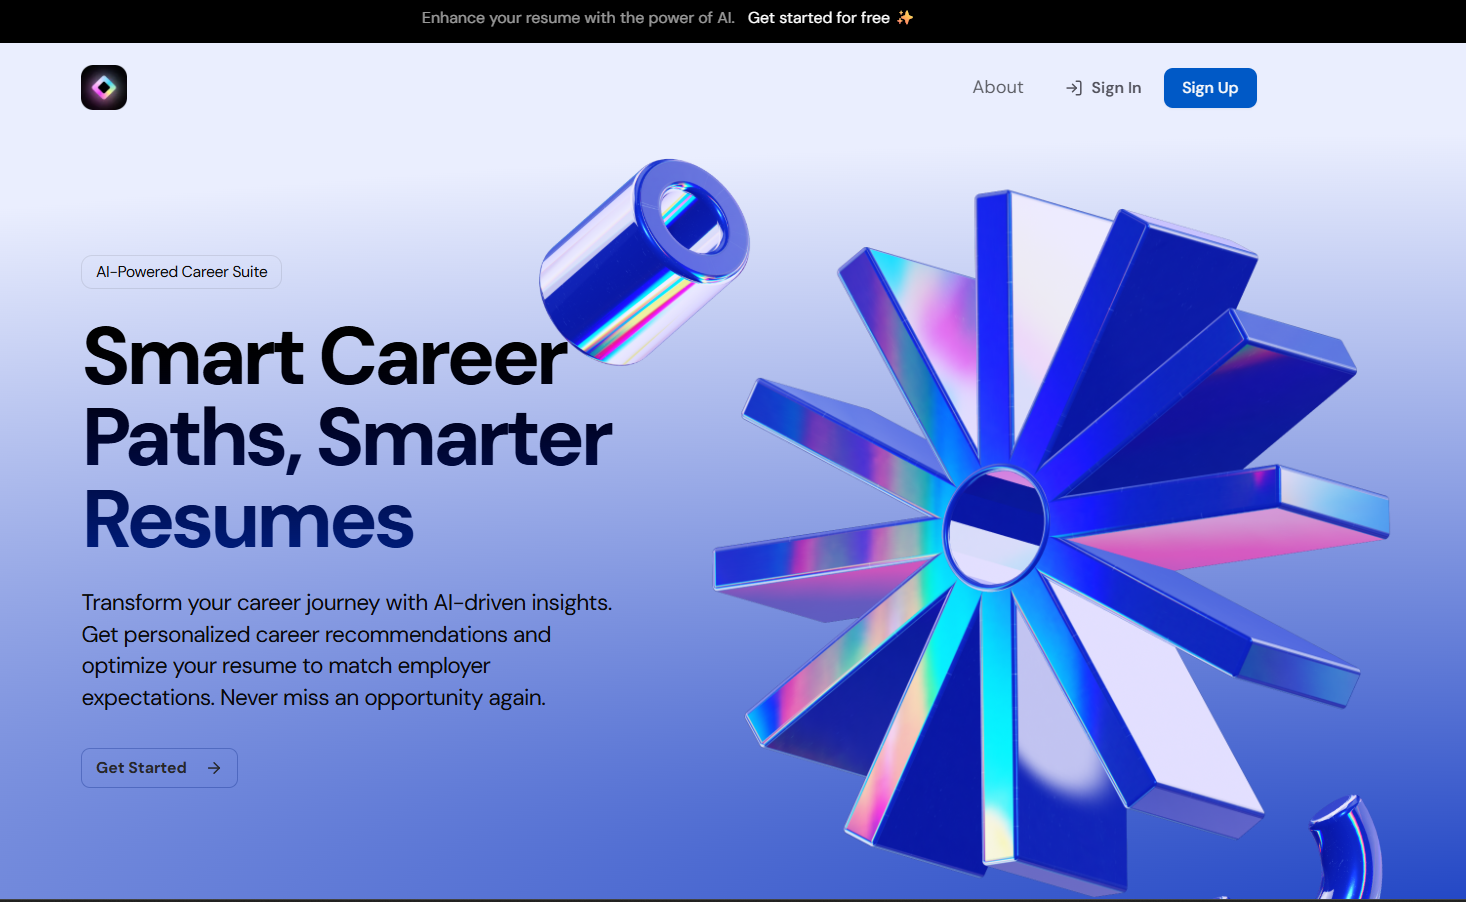 Enhance your resume with the power of AI. Get started for free
About Sign In Sign Up
AI-Powered Career Suite
Smart Career
Paths, Smarter
Resumes
Transform your career journey with AI-driven insights.
Get personalized career recommendations and
optimize your resume to match employer
expectations. Never miss an opportunity again.
Get Started